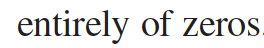 entirely of zeros.